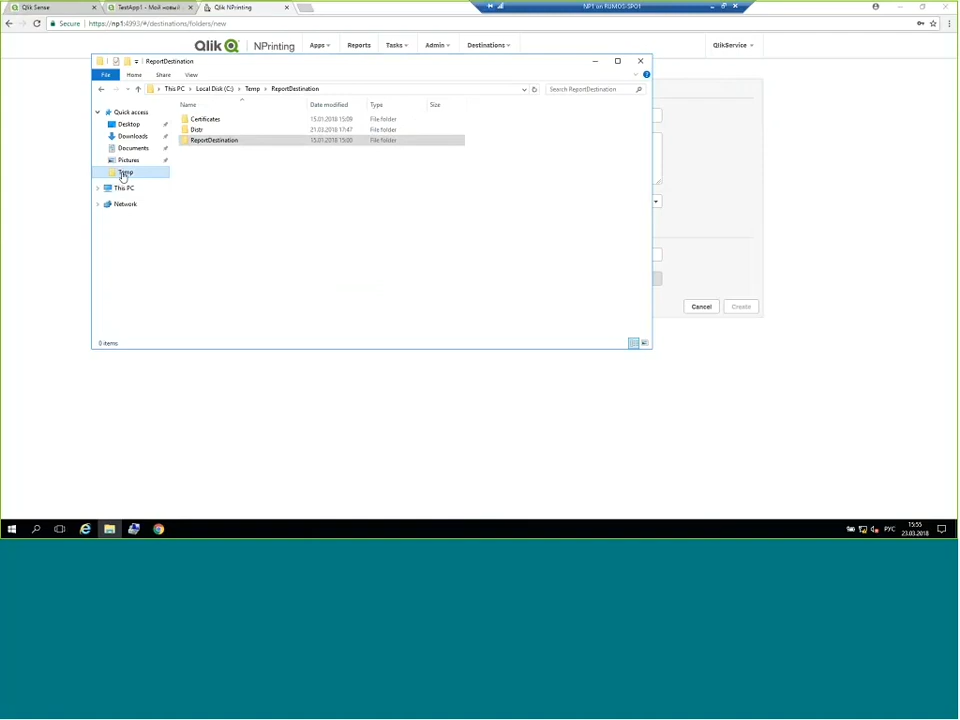 Qlik Sense
TestApp1 - Мой новый
Qlik NPrinting
NP1 on RUMOS-SPO1
Secure
https://np1:4993/#/destinations/folders/new
Qlik NPrinting
Apps
Reports
Tasks
Admin
Destinations
QlikService
ReportDestination
File
Home
Share
View
This PC
Local Disk (C:)
Temp
ReportDestination
Search ReportDestination
Name
Date modified
Type
Size
Quick access
Desktop
Downloads
Documents
Pictures
Temp
This PC
Network
Certificates 15.01.2018 15:09 File folder
Distr 21.03.2018 17:47 File folder
ReportDestination 15.01.2018 15:00 File folder
0 items
Cancel
Create
РУС
15:55
23.03.2018